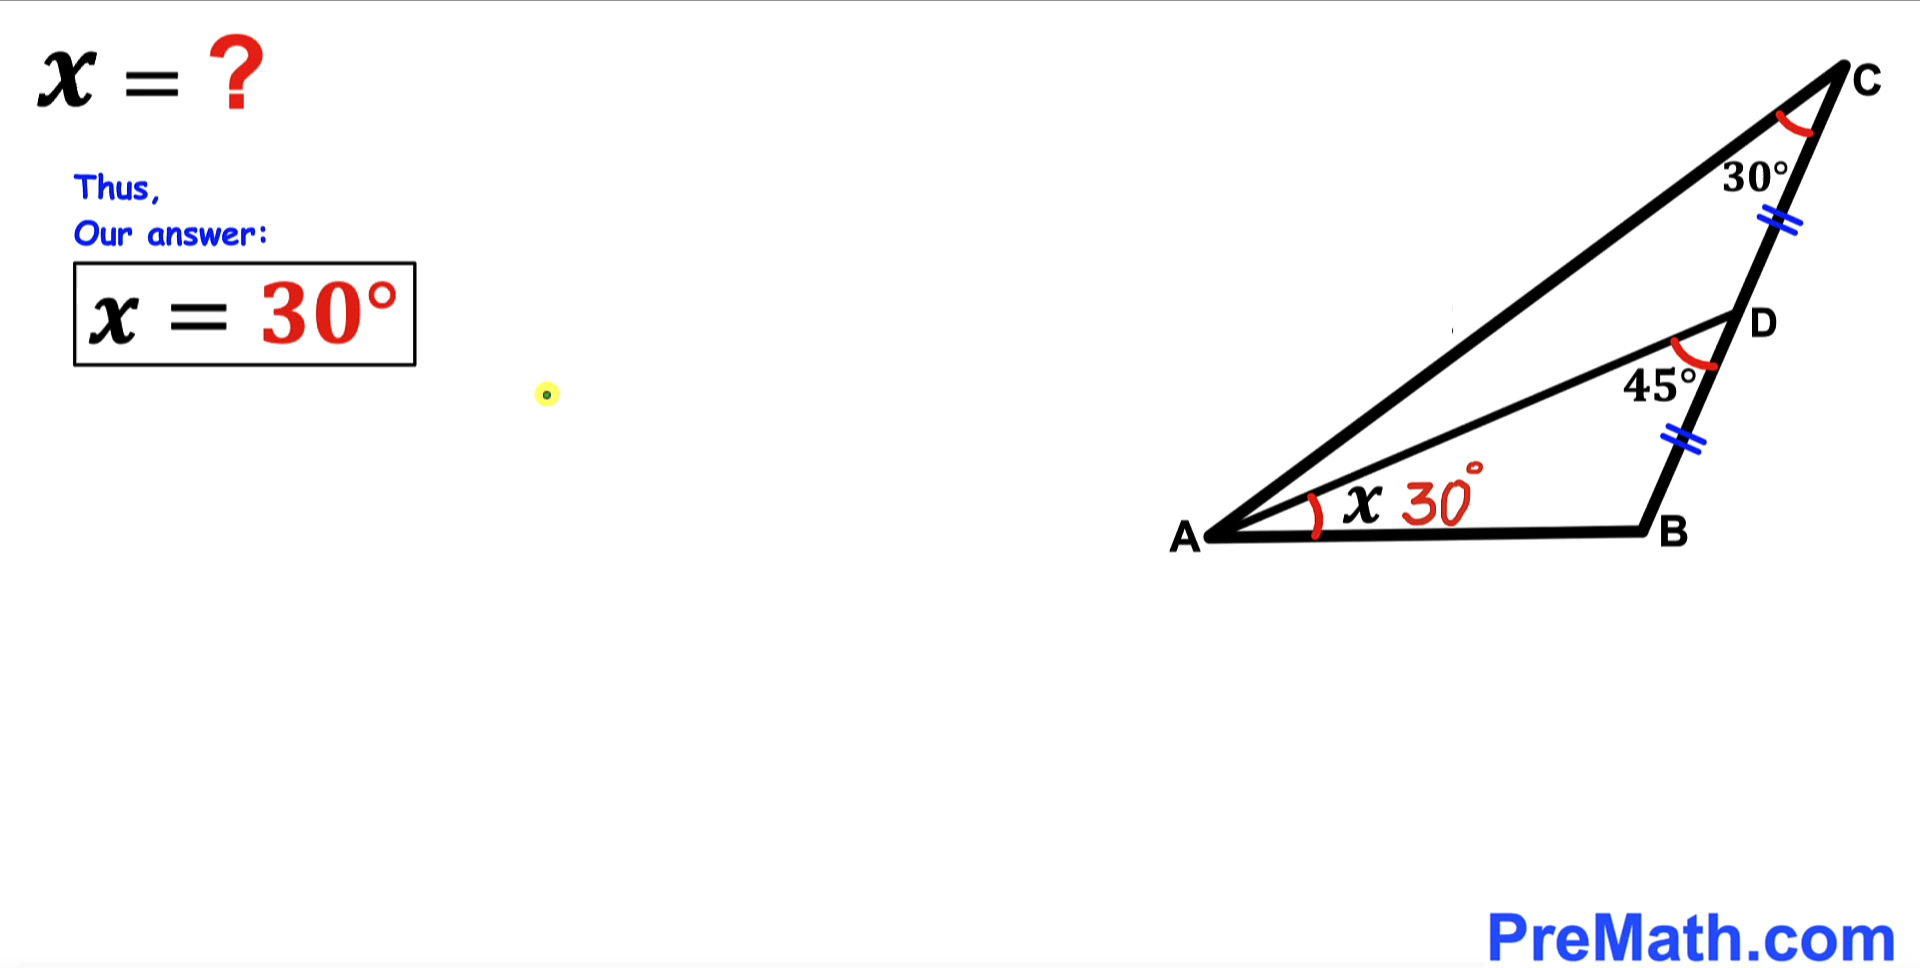 x = ?
Thus,
Our answer:
x = 30°
C
30°
D
45°
x 30°
A
B
PreMath.com